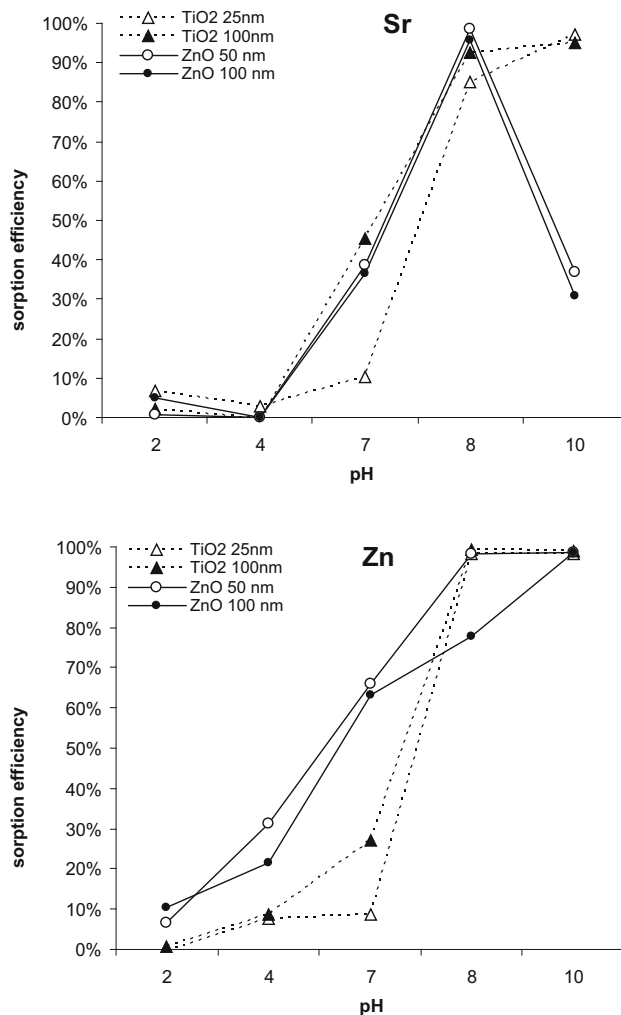 TiO2 25nm
TiO2 100nm
ZnO 50 nm
ZnO 100 nm
Sr
100%
90%
80%
70%
60%
50%
40%
30%
20%
10%
0%
sorption efficiency
2 4 7 8 10
pH
TiO2 25nm
TiO2 100nm
ZnO 50 nm
ZnO 100 nm
Zn
100%
90%
80%
70%
60%
50%
40%
30%
20%
10%
0%
sorption efficiency
2 4 7 8 10
pH